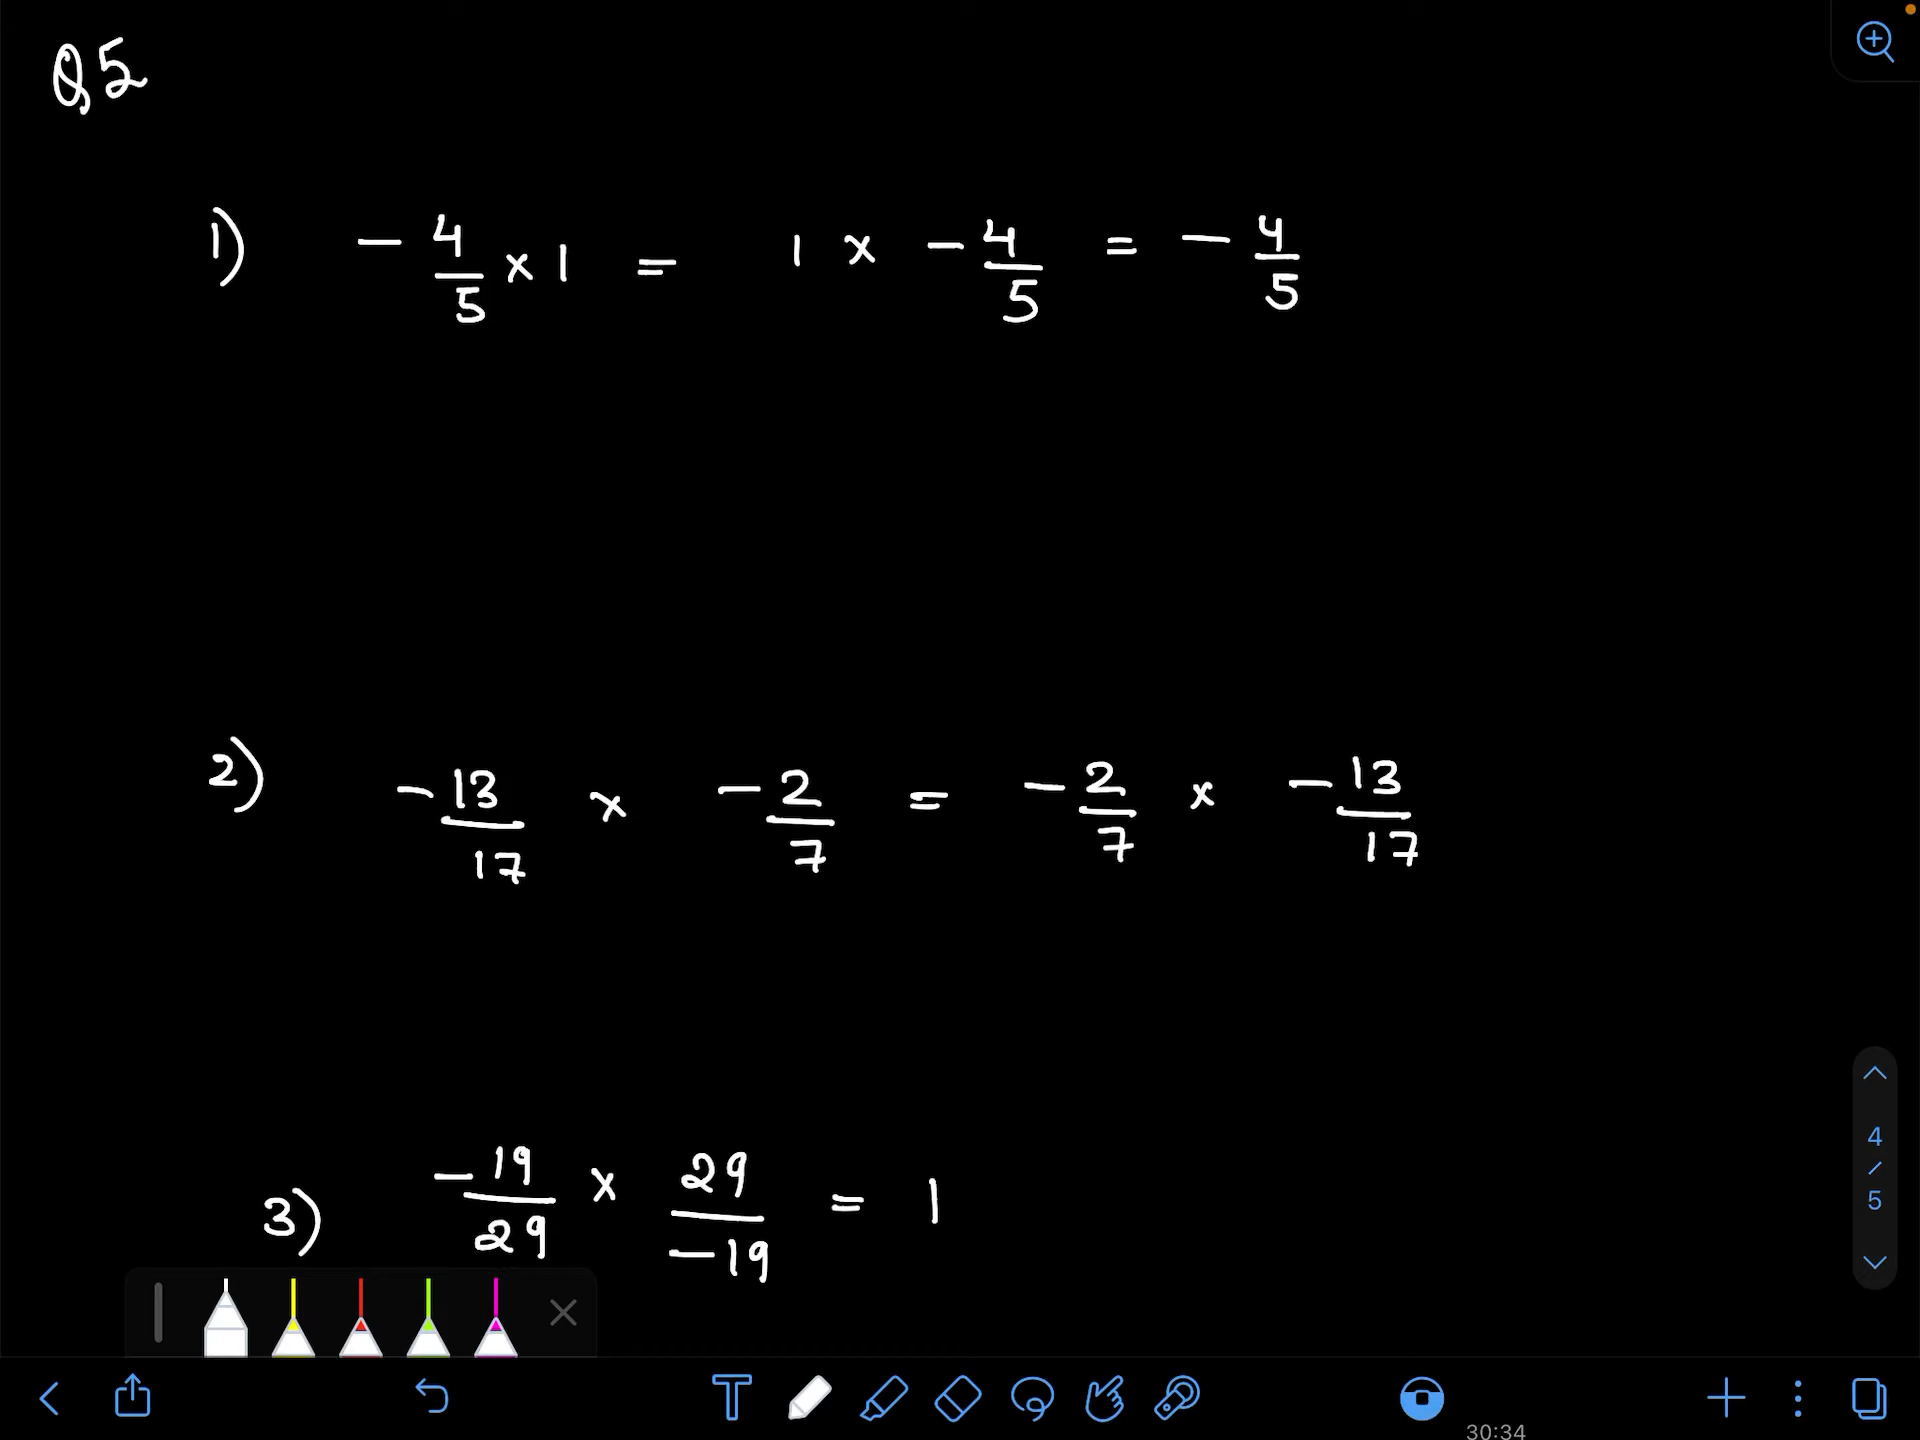 Q5
1) - 4/5 × 1 = 1 × - 4/5 = - 4/5
2) - 13/17 × - 2/7 = - 2/7 × - 13/17
3) - 19/29 × 29/-19 = 1
4
/
5
T
30:34